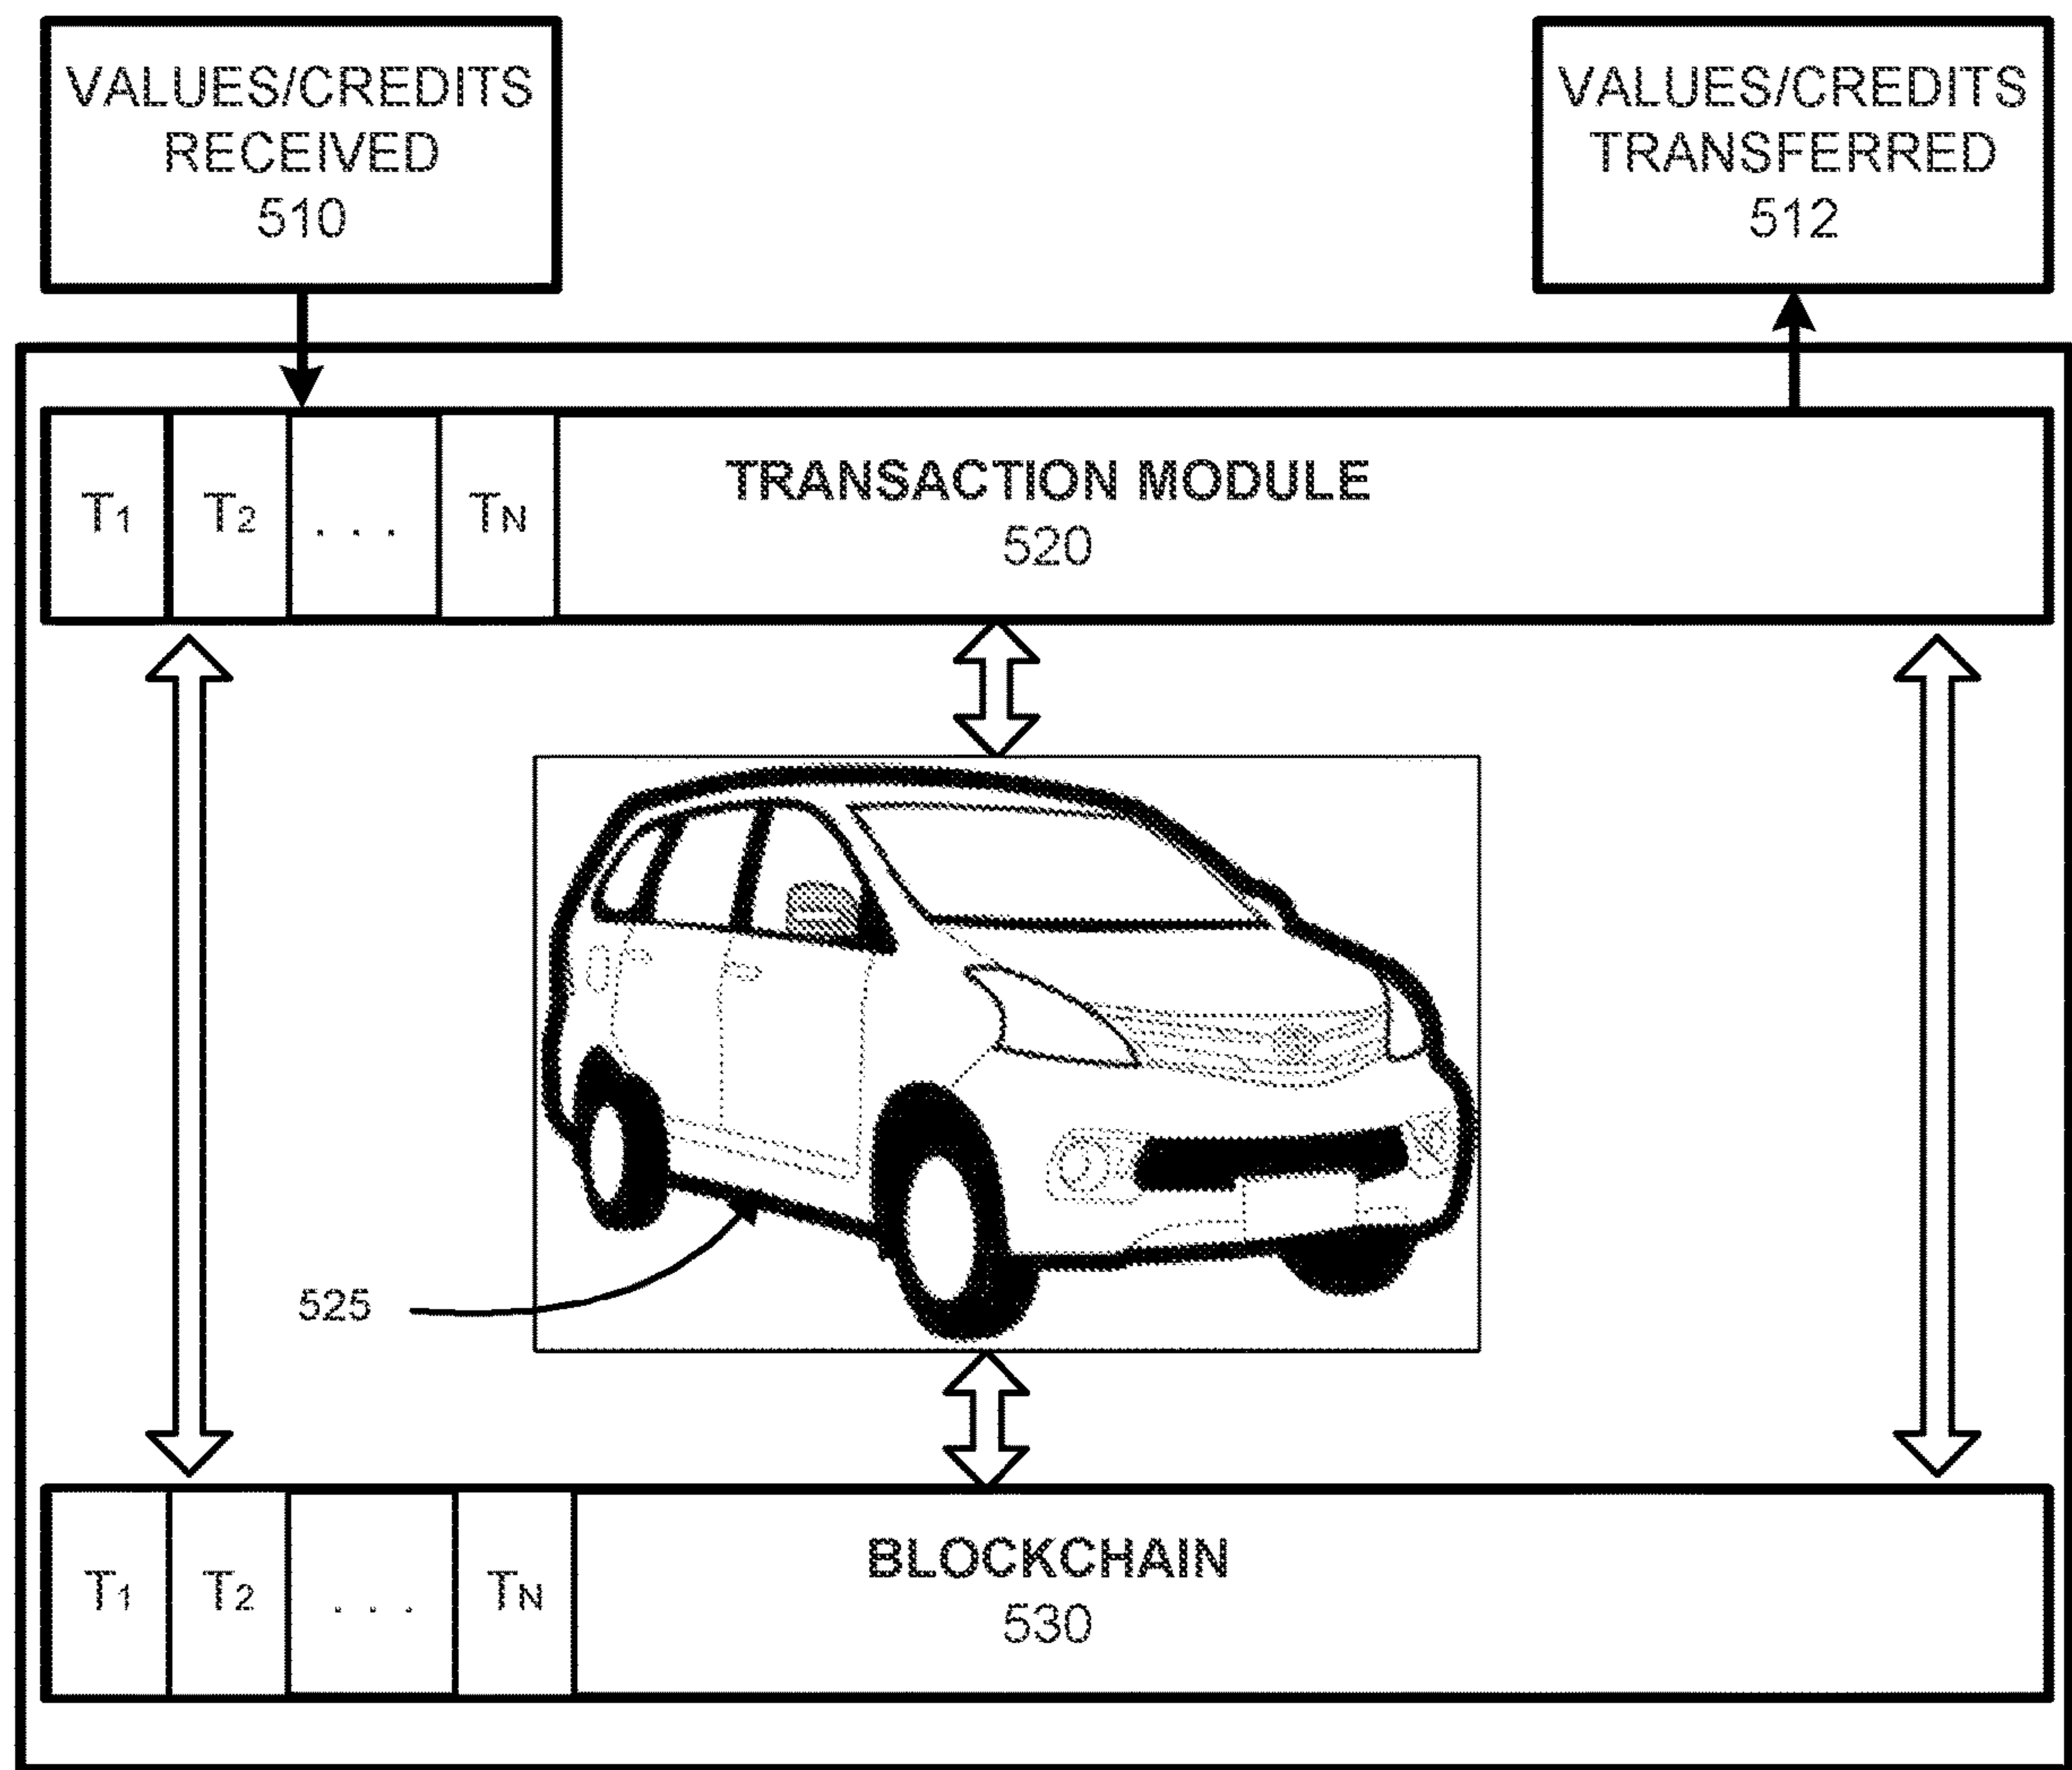 VALUES/CREDITS
RECEIVED
510
VALUES/CREDITS
TRANSFERRED
512
T1 T2 . . . TN
TRANSACTION MODULE
520
525
T1 T2 . . . TN
BLOCKCHAIN
530